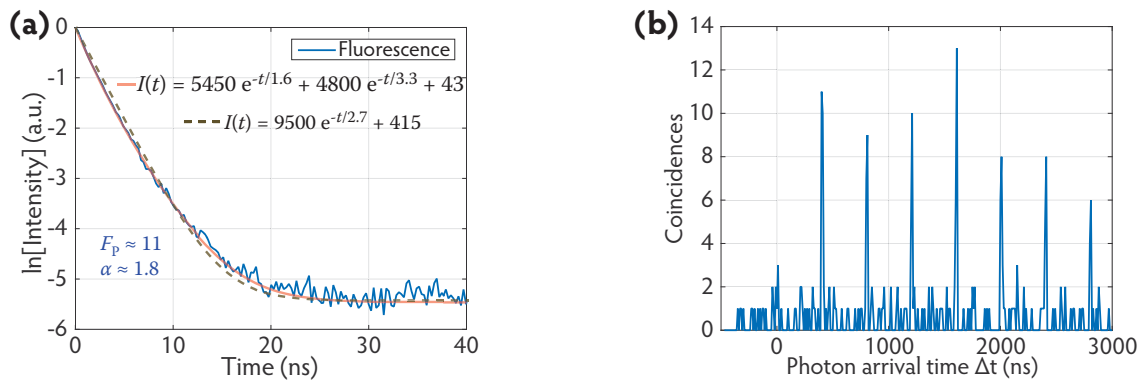 (a)
0
-1
-2
-3
-4
-5
-6
ln[Intensity] (a.u.)
Fluorescence
I(t) = 5450 e^{-t/1.6} + 4800 e^{-t/3.3} + 43
I(t) = 9500 e^{-t/2.7} + 415
F_P ≈ 11
α ≈ 1.8
0 10 20 30 40
Time (ns)
(b)
14
12
10
8
6
4
2
0
Coincidences
0 1000 2000 3000
Photon arrival time Δt (ns)